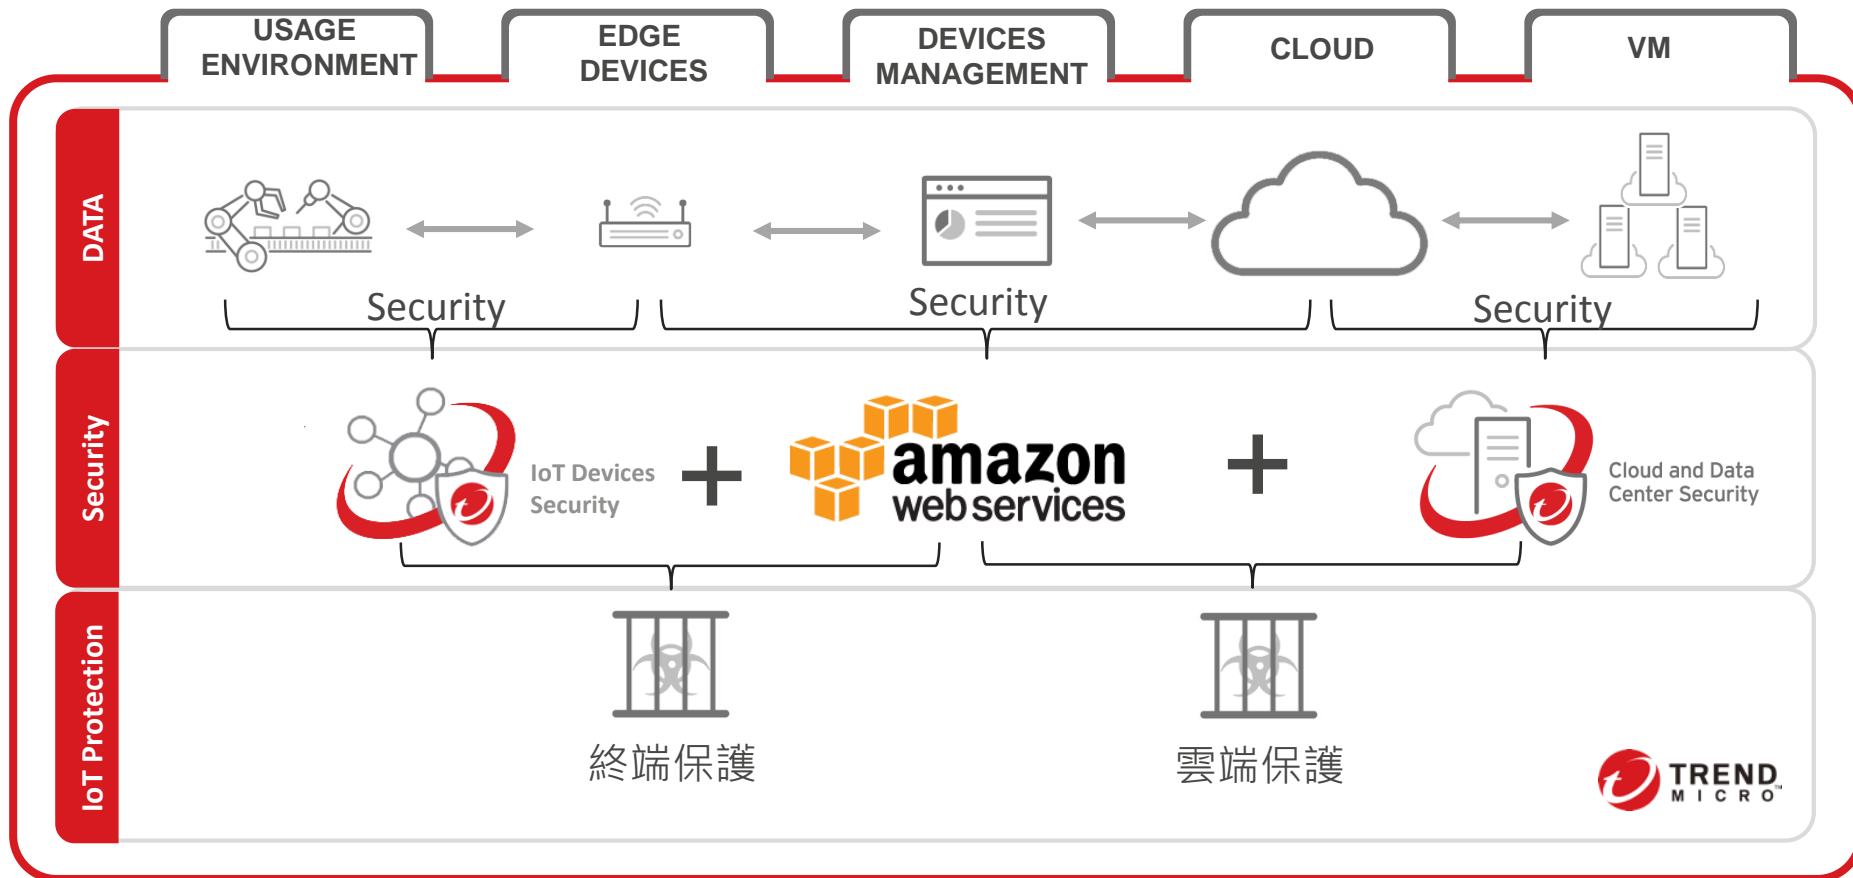 USAGE
ENVIRONMENT
EDGE
DEVICES
DEVICES
MANAGEMENT
CLOUD
VM
DATA
Security
Security
Security
Security
IoT Devices
Security
amazon
web services
Cloud and Data
Center Security
IoT Protection
終端保護
雲端保護
TREND
MICRO™